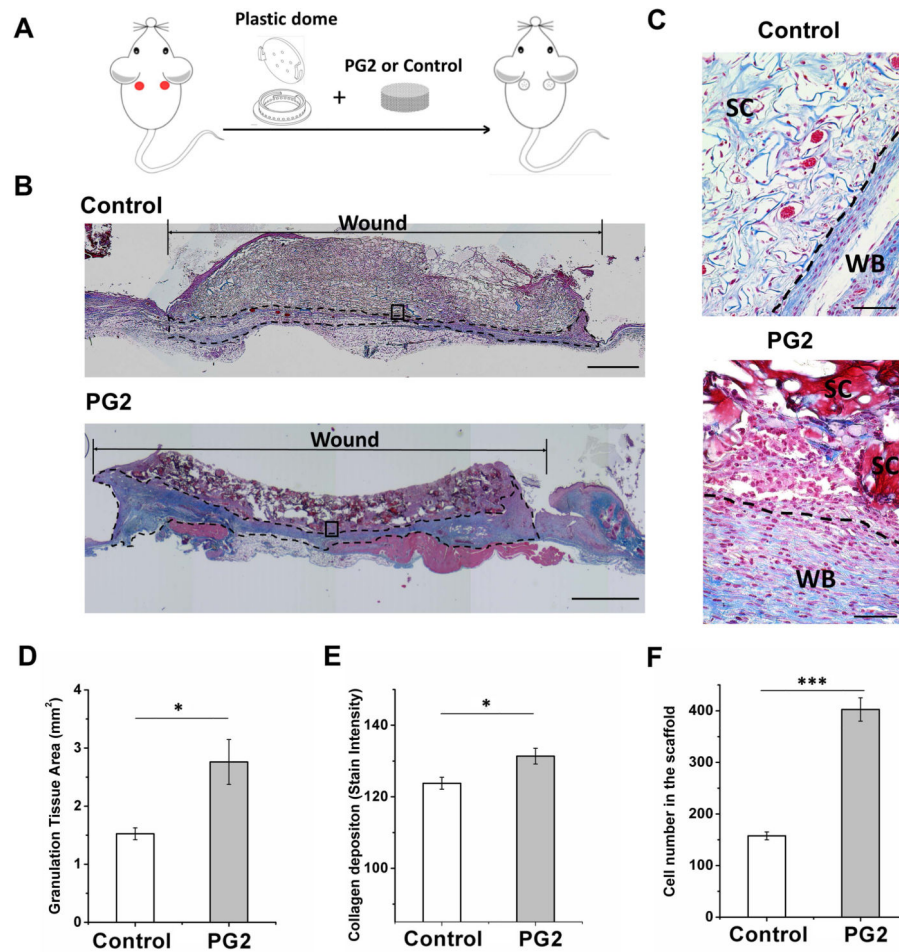 A
Plastic dome
PG2 or Control
+
B
Control
Wound
PG2
Wound
C
Control
SC
WB
PG2
SC
SC
WB
D
Granulation Tissue Area (mm²)
4
3
2
1
0
*
Control PG2
E
Collagen depositon (Stain Intensity)
140
120
100
*
Control PG2
F
Cell number in the scaffold
400
300
200
100
0
***
Control PG2